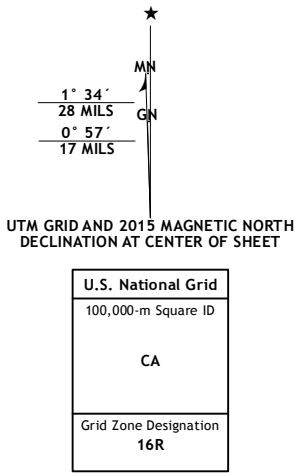 ★
MN
1° 34´
28 MILS
GN
0° 57´
17 MILS
UTM GRID AND 2015 MAGNETIC NORTH
DECLINATION AT CENTER OF SHEET
U.S. National Grid
100,000-m Square ID
CA
Grid Zone Designation
16R